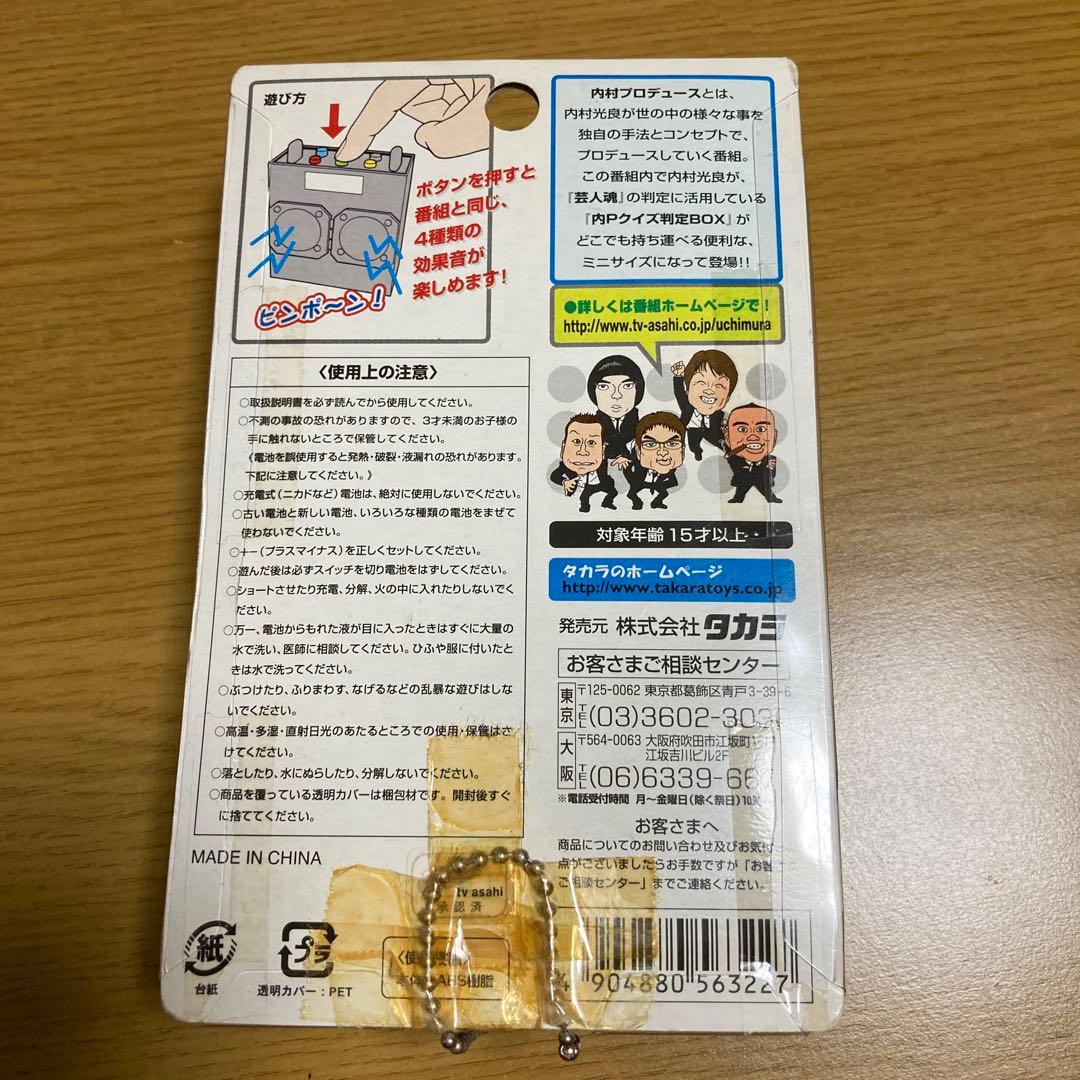 遊び方
ボタンを押すと
番組と同じ、
4種類の
効果音が
楽しめます!
ピンポ〜ン!
内村プロデュースとは、
内村光良が世の中の様々な事を
独自の手法とコンセプトで、
プロデュースしていく番組。
この番組内で内村光良が、
『芸人魂』の判定に活用している
『内Pクイズ判定BOX』が
どこでも持ち運べる便利な、
ミニサイズになって登場!!
●詳しくは番組ホームページで!
http://www.tv-asahi.co.jp/uchimura
〈使用上の注意〉
○取扱説明書を必ず読んでから使用してください。
○不測の事故の恐れがありますので、3才未満のお子様の
手に触れないところで保管してください。
《電池を誤使用すると発熱・破裂・液漏れの恐れがあります。
下記に注意してください。》
○充電式(ニカドなど)電池は、絶対に使用しないでください。
○古い電池と新しい電池、いろいろな種類の電池をまぜて
使わないでください。
○+−(プラスマイナス)を正しくセットしてください。
○遊んだ後は必ずスイッチを切り電池をはずしてください。
○ショートさせたり充電、分解、火の中に入れたりしないでく
ださい。
○万一、電池からもれた液が目に入ったときはすぐに大量の
水で洗い、医師に相談してください。ひふや服に付いたと
きは水で洗ってください。
○ぶつけたり、ふりまわす、なげるなどの乱暴な遊びはしな
いでください。
○高温・多湿・直射日光のあたるところでの使用・保管はさ
けてください。
○落としたり、水にぬらしたり、分解しないでください。
○商品を覆っている透明カバーは梱包材です。開封後すぐ
に捨ててください。
MADE IN CHINA
対象年齢15才以上
タカラのホームページ
http://www.takaratoys.co.jp
発売元 株式会社タカラ
お客さまご相談センター
東京 〒125-0062 東京都葛飾区青戸3-39-6
TEL(03)3602-303
大阪 〒564-0063 大阪府吹田市江坂町
江坂吉川ビル2F
TEL(06)6339-66
※電話受付時間 月〜金曜日(除く祭日)10
お客さまへ
商品についてのお問い合わせ及びお気付
点がございましたらお手数ですが「お客
ご相談センター」までご連絡ください。
tv asahi
承認済
紙
台紙
プラ
透明カバー:PET
ABS樹脂
4 904880 563227